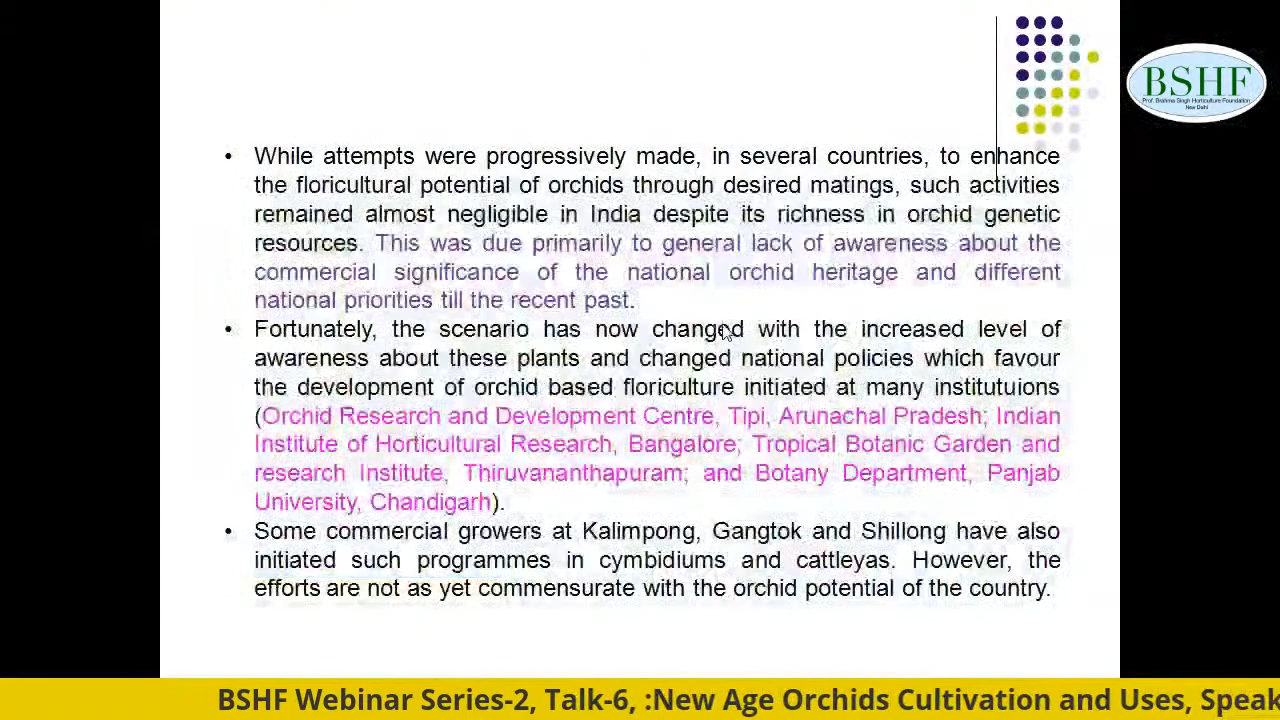 BSHF
Prof. Brahma Singh Horticulture Foundation
New Delhi
• While attempts were progressively made, in several countries, to enhance
the floricultural potential of orchids through desired matings, such activities
remained almost negligible in India despite its richness in orchid genetic
resources. This was due primarily to general lack of awareness about the
commercial significance of the national orchid heritage and different
national priorities till the recent past.
• Fortunately, the scenario has now changed with the increased level of
awareness about these plants and changed national policies which favour
the development of orchid based floriculture initiated at many institutuions
(Orchid Research and Development Centre, Tipi, Arunachal Pradesh; Indian
Institute of Horticultural Research, Bangalore; Tropical Botanic Garden and
research Institute, Thiruvananthapuram; and Botany Department, Panjab
University, Chandigarh).
• Some commercial growers at Kalimpong, Gangtok and Shillong have also
initiated such programmes in cymbidiums and cattleyas. However, the
efforts are not as yet commensurate with the orchid potential of the country.
BSHF Webinar Series-2, Talk-6, :New Age Orchids Cultivation and Uses, Speak